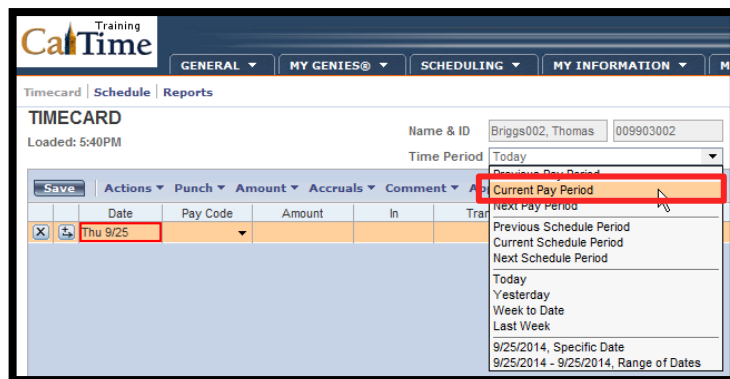 Training
CalTime
GENERAL MY GENIES® SCHEDULING MY INFORMATION M
Timecard Schedule Reports
TIMECARD
Loaded: 5:40PM
Name & ID Briggs002, Thomas 009903002
Time Period Today
Save Actions Punch Amount Accruals Comment Ap
Previous Pay Period
Current Pay Period
Next Pay Period
Date Pay Code Amount In Tran
X Thu 9/25
Previous Schedule Period
Current Schedule Period
Next Schedule Period
Today
Yesterday
Week to Date
Last Week
9/25/2014, Specific Date
9/25/2014 - 9/25/2014, Range of Dates